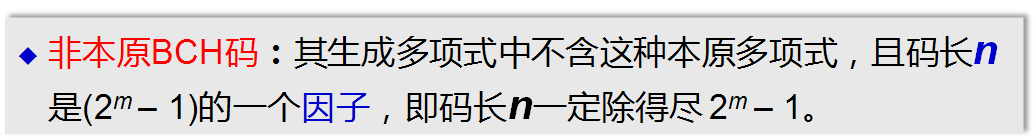 ◆ 非本原BCH码：其生成多项式中不含这种本原多项式，且码长n
是(2ᵐ – 1)的一个因子，即码长n一定除得尽 2ᵐ – 1。